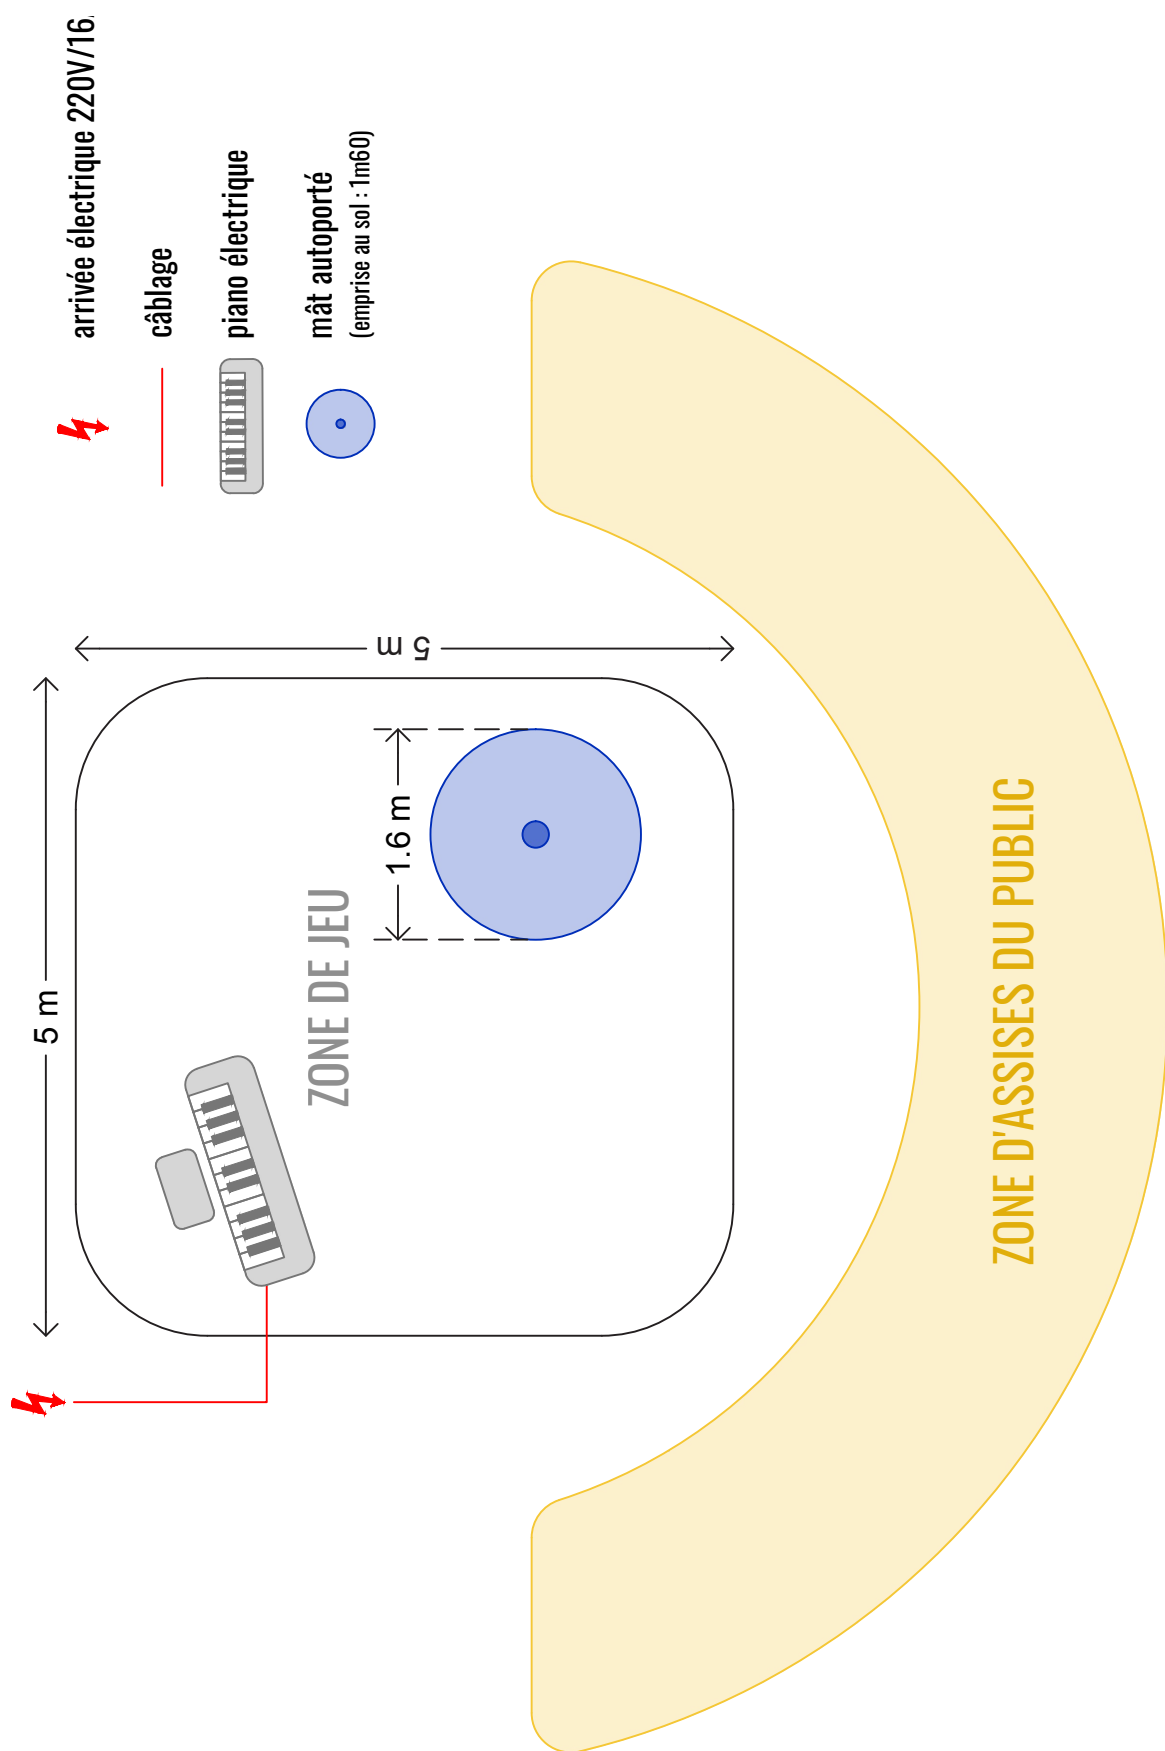 arrivée électrique 220V/16
câblage
piano électrique
mât autoporté
(emprise au sol : 1m60)
5 m
5 m
1.6 m
ZONE DE JEU
ZONE D'ASSISES DU PUBLIC